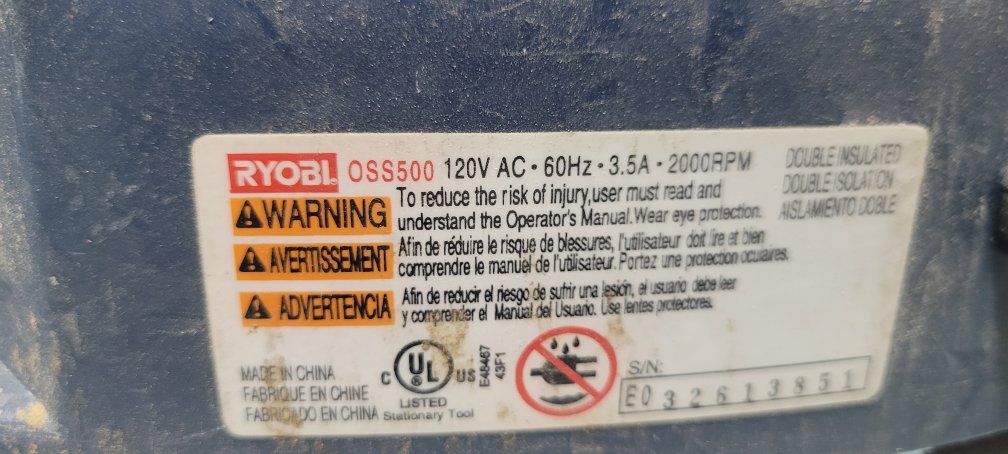 RYOBI OSS500 120V AC • 60Hz • 3.5A • 2000RPM
DOUBLE INSULATED
DOUBLE ISOLATION
AISLAMIENTO DOBLE
WARNING
To reduce the risk of injury,user must read and
understand the Operator's Manual.Wear eye protection.
AVERTISSEMENT
Afin de réduire le risque de blessures, l'utilisateur doit lire et bien
comprendre le manuel de l'utilisateur. Portez une protection oculaires.
ADVERTENCIA
Afin de reducir el riesgo de sufrir una lesión, el usuario debe leer
y comprender el Manual del Usuario. Use lentes protectores.
MADE IN CHINA
FABRIQUE EN CHINE
FABRICADO EN CHINA
C UL® US
LISTED
Stationary Tool
E48467
43F1
S/N:
E0 3 2 6 1 3 8 5 1